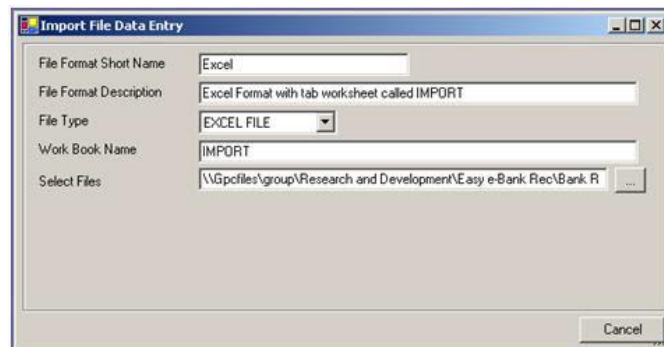 Import File Data Entry
File Format Short Name Excel
File Format Description Excel Format with tab worksheet called IMPORT
File Type EXCEL FILE
Work Book Name IMPORT
Select Files \\Gpcfiles\group\Research and Development\Easy e-Bank Rec\Bank R ...
Cancel